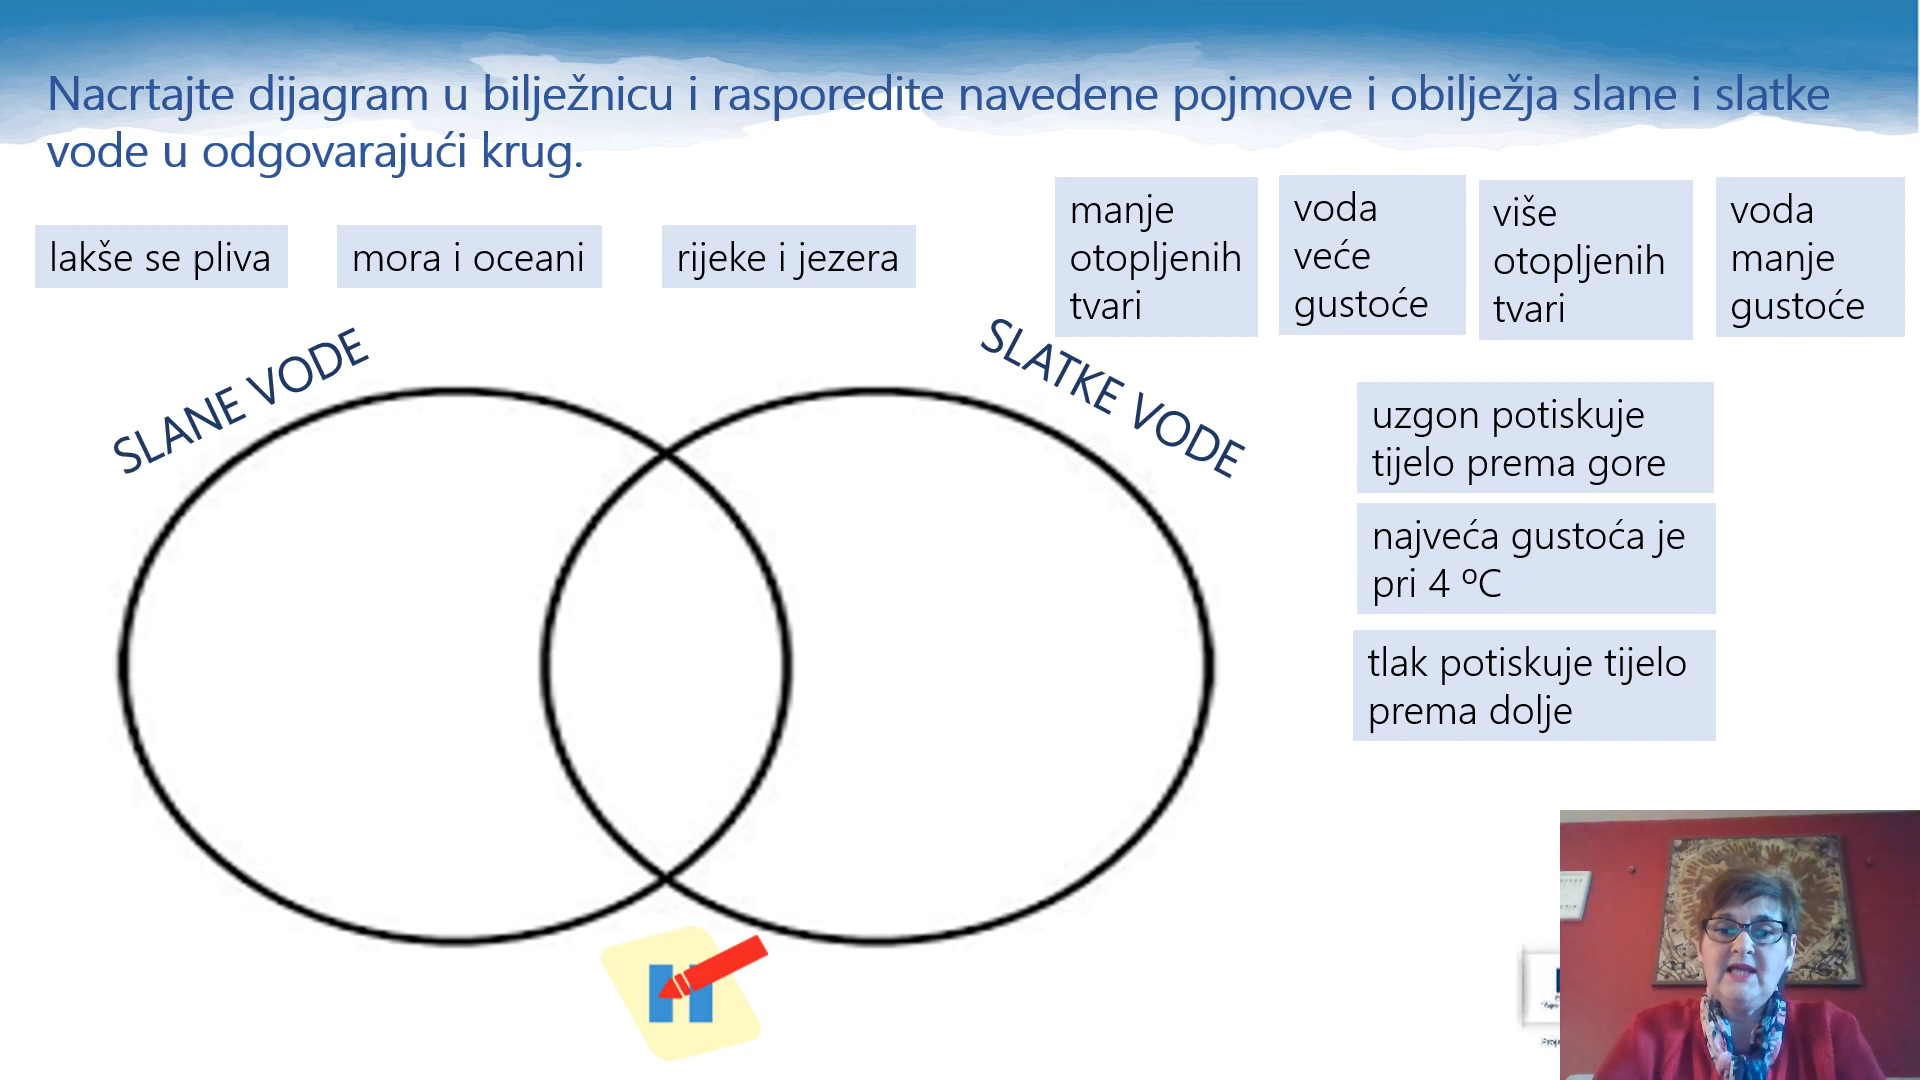 Nacrtajte dijagram u bilježnicu i rasporedite navedene pojmove i obilježja slane i slatke
vode u odgovarajući krug.
lakše se pliva
mora i oceani
rijeke i jezera
manje
otopljenih
tvari
voda
veće
gustoće
više
otopljenih
tvari
voda
manje
gustoće
SLANE VODE
SLATKE VODE
uzgon potiskuje
tijelo prema gore
najveća gustoća je
pri 4 ºC
tlak potiskuje tijelo
prema dolje